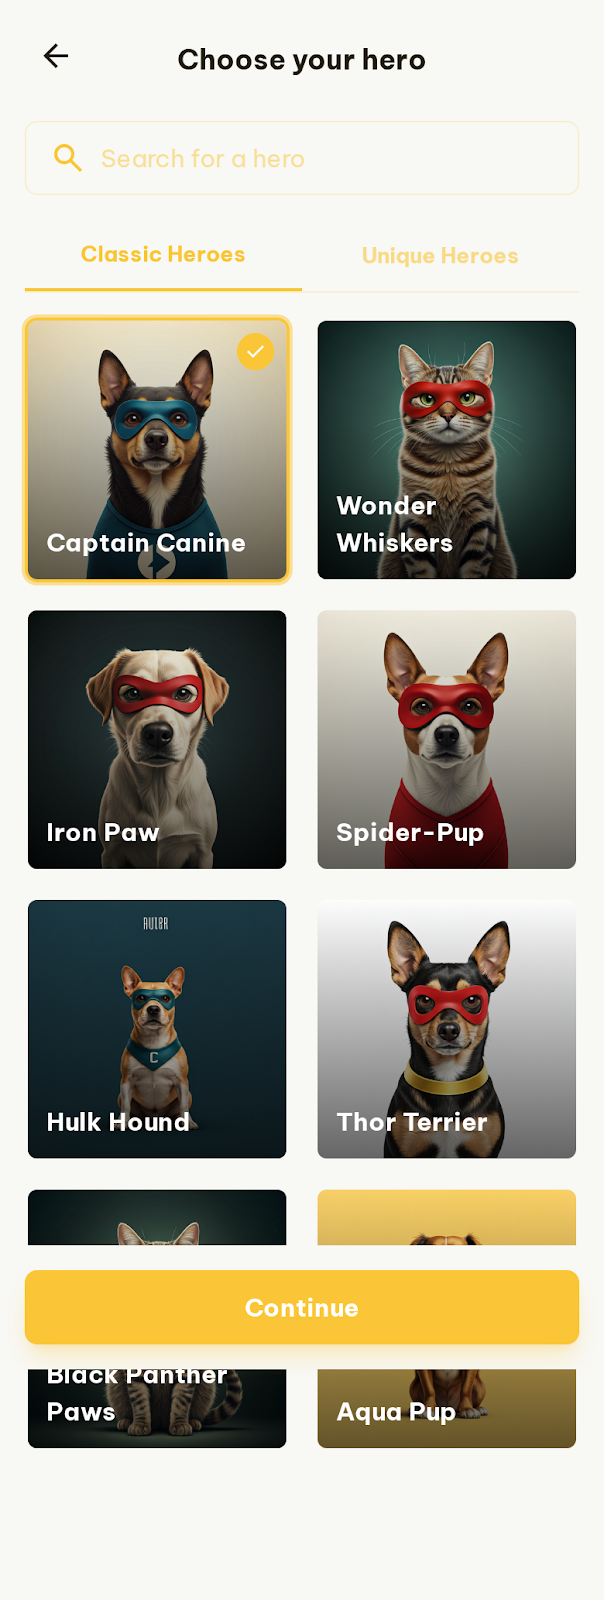 Choose your hero
Search for a hero
Classic Heroes
Unique Heroes
Captain Canine
Wonder
Whiskers
Iron Paw
Spider-Pup
C
Hulk Hound
Thor Terrier
Continue
Black Panther
Paws
Aqua Pup